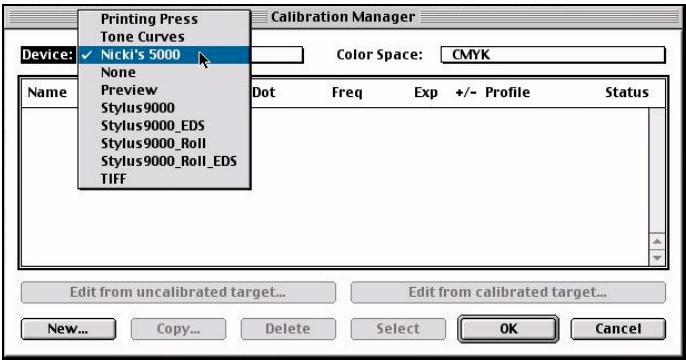 Calibration Manager
Device:
Printing Press
Tone Curves
✓ Nicki's 5000
None
Preview
Stylus9000
Stylus9000_EDS
Stylus9000_Roll
Stylus9000_Roll_EDS
TIFF
Color Space: CMYK
Name Dot Freq Exp +/- Profile Status
Edit from uncalibrated target... Edit from calibrated target...
New... Copy... Delete Select OK Cancel